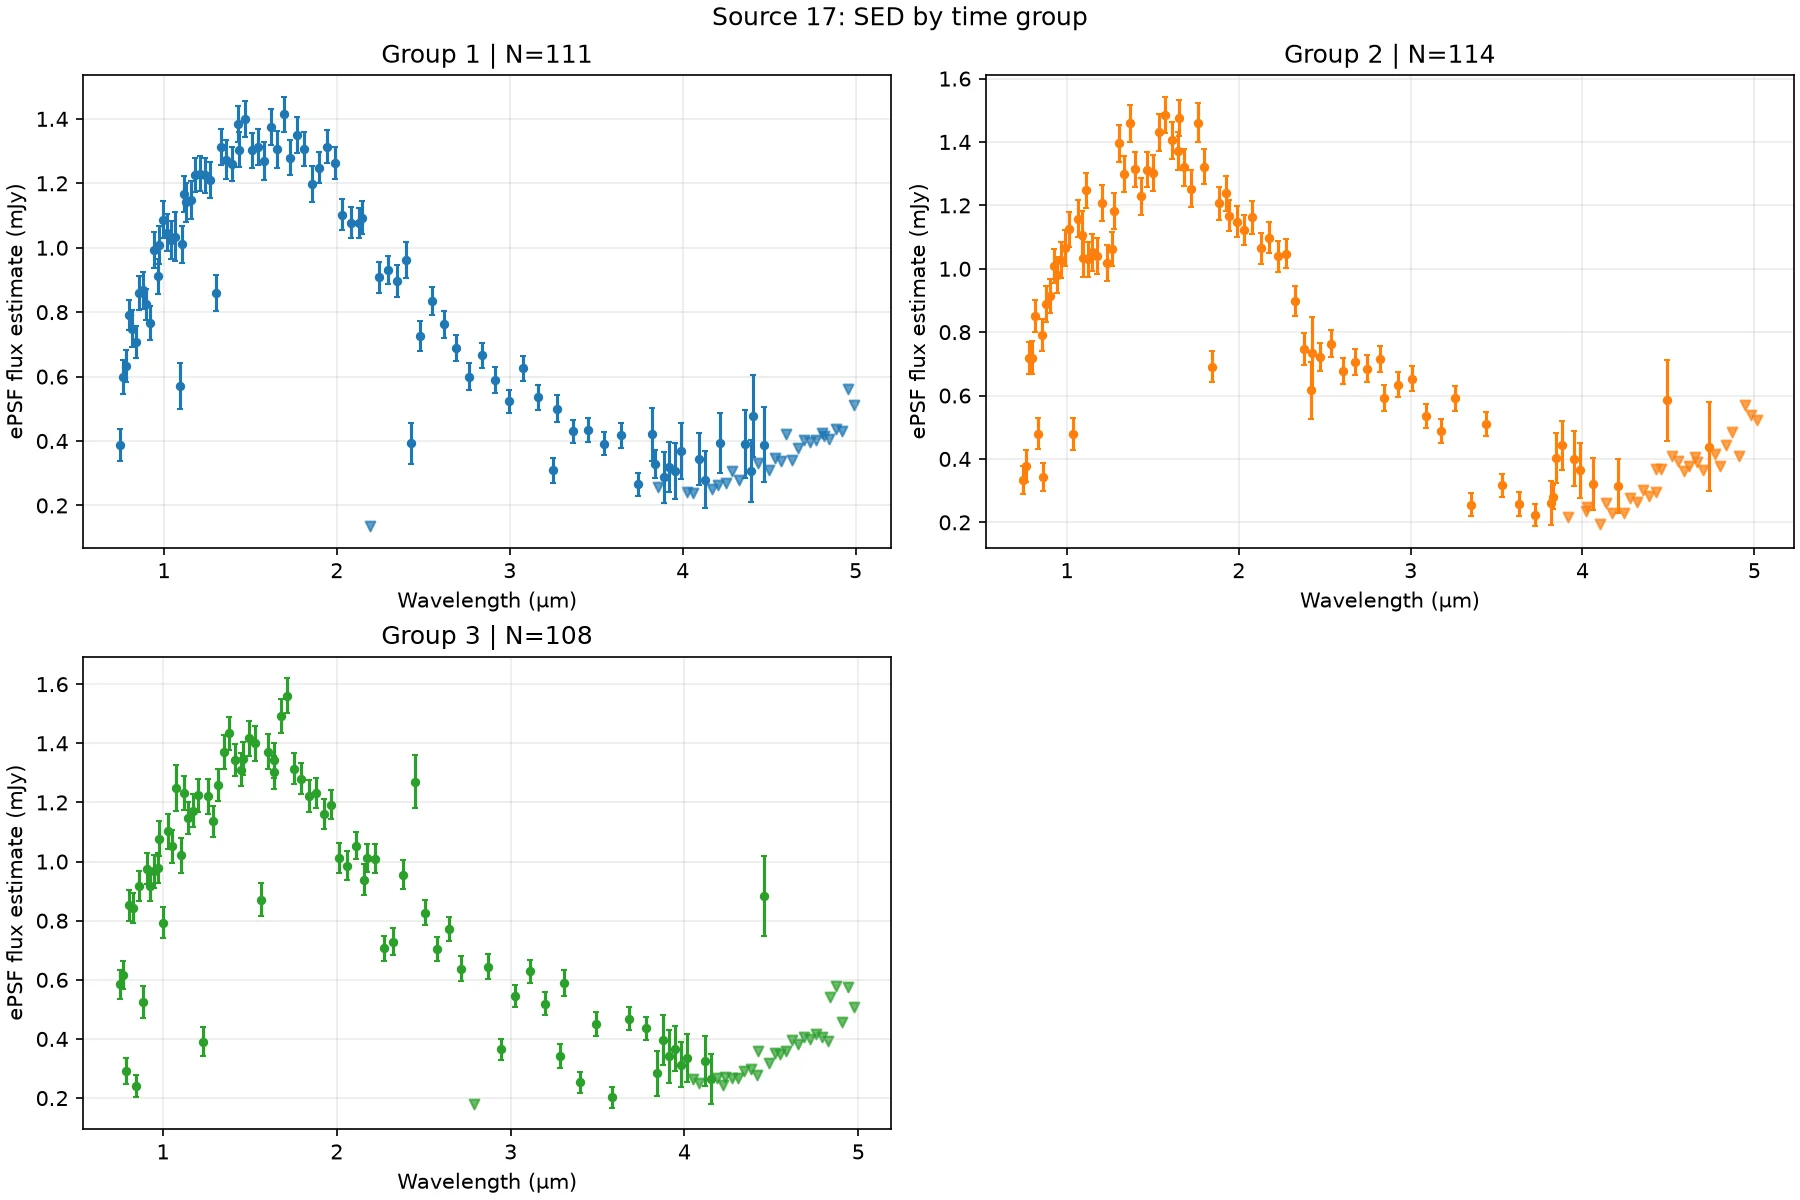 Source 17: SED by time group
Group 1 | N=111
ePSF flux estimate (mJy)
1.4
1.2
1.0
0.8
0.6
0.4
0.2
1 2 3 4 5
Wavelength (μm)
Group 2 | N=114
ePSF flux estimate (mJy)
1.6
1.4
1.2
1.0
0.8
0.6
0.4
0.2
1 2 3 4 5
Wavelength (μm)
Group 3 | N=108
ePSF flux estimate (mJy)
1.6
1.4
1.2
1.0
0.8
0.6
0.4
0.2
1 2 3 4 5
Wavelength (μm)